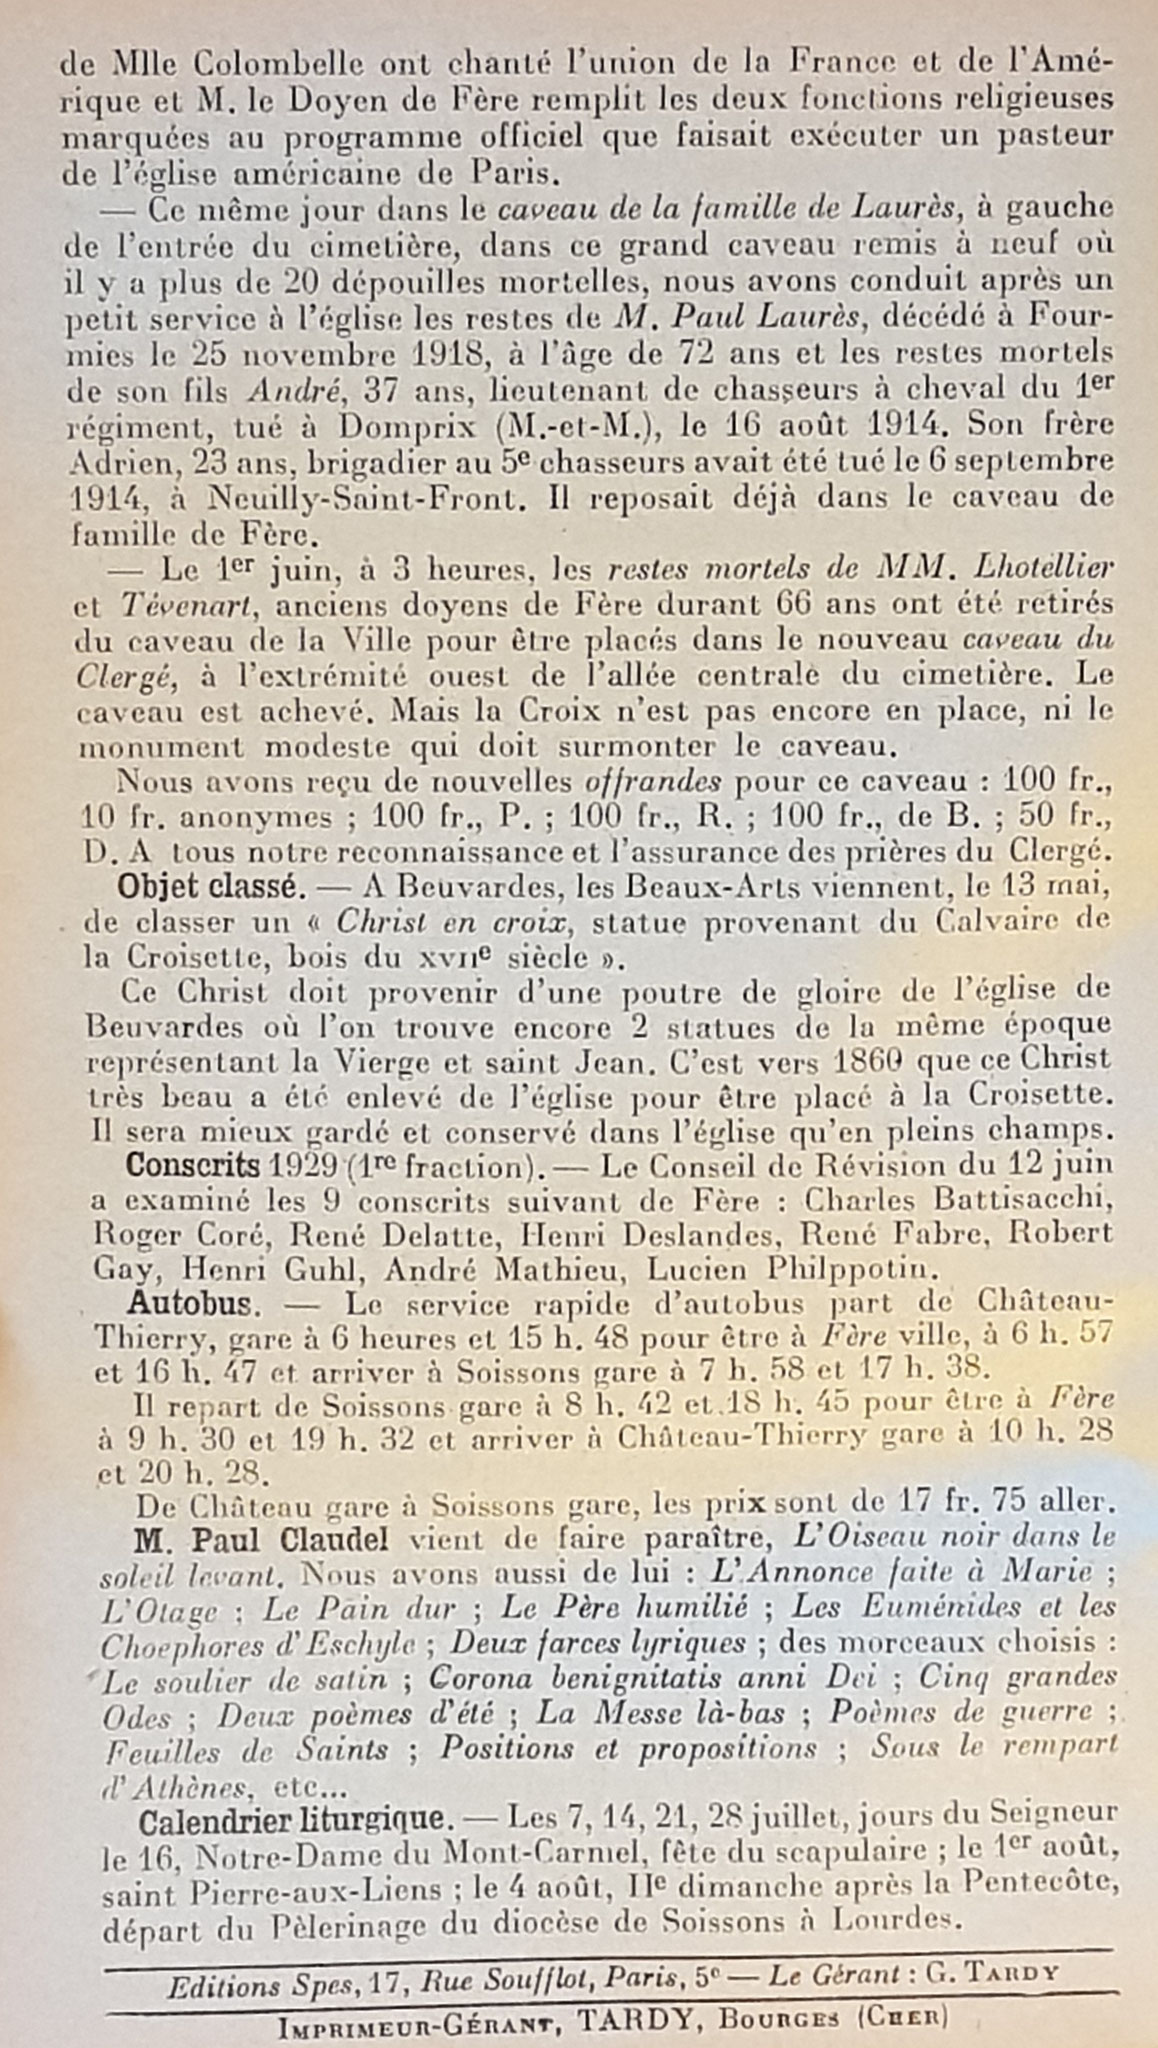 de Mlle Colombelle ont chanté l'union de la France et de l'Amé-
rique et M. le Doyen de Fère remplit les deux fonctions religieuses
marquées au programme officiel que faisait exécuter un pasteur
de l'église américaine de Paris.
— Ce même jour dans le caveau de la famille de Laurès, à gauche
de l'entrée du cimetière, dans ce grand caveau remis à neuf où
il y a plus de 20 dépouilles mortelles, nous avons conduit après un
petit service à l'église les restes de M. Paul Laurès, décédé à Four-
mies le 25 novembre 1918, à l'âge de 72 ans et les restes mortels
de son fils André, 37 ans, lieutenant de chasseurs à cheval du 1er
régiment, tué à Domprix (M.-et-M.), le 16 août 1914. Son frère
Adrien, 23 ans, brigadier au 5e chasseurs avait été tué le 6 septembre
1914, à Neuilly-Saint-Front. Il reposait déjà dans le caveau de
famille de Fère.
— Le 1er juin, à 3 heures, les restes mortels de MM. Lhotellier
et Tévenart, anciens doyens de Fère durant 66 ans ont été retirés
du caveau de la Ville pour être placés dans le nouveau caveau du
Clergé, à l'extrémité ouest de l'allée centrale du cimetière. Le
caveau est achevé. Mais la Croix n'est pas encore en place, ni le
monument modeste qui doit surmonter le caveau.
Nous avons reçu de nouvelles offrandes pour ce caveau : 100 fr.,
10 fr. anonymes ; 100 fr., P. ; 100 fr., R. ; 100 fr., de B. ; 50 fr.,
D. A tous notre reconnaissance et l'assurance des prières du Clergé.
Objet classé. — A Beuvardes, les Beaux-Arts viennent, le 13 mai,
de classer un « Christ en croix, statue provenant du Calvaire de
la Croisette, bois du XVIIe siècle ».
Ce Christ doit provenir d'une poutre de gloire de l'église de
Beuvardes où l'on trouve encore 2 statues de la même époque
représentant la Vierge et saint Jean. C'est vers 1860 que ce Christ
très beau a été enlevé de l'église pour être placé à la Croisette.
Il sera mieux gardé et conservé dans l'église qu'en pleins champs.
Conscrits 1929 (1re fraction). — Le Conseil de Révision du 12 juin
a examiné les 9 conscrits suivant de Fère : Charles Battisacchi,
Roger Coré, René Delatte, Henri Deslandes, René Fabre, Robert
Gay, Henri Guhl, André Mathieu, Lucien Philppotin.
Autobus. — Le service rapide d'autobus part de Château-
Thierry, gare à 6 heures et 15 h. 48 pour être à Fère ville, à 6 h. 57
et 16 h. 47 et arriver à Soissons gare à 7 h. 58 et 17 h. 38.
Il repart de Soissons gare à 8 h. 42 et 18 h. 45 pour être à Fère
à 9 h. 30 et 19 h. 32 et arriver à Château-Thierry gare à 10 h. 28
et 20 h. 28.
De Château gare à Soissons gare, les prix sont de 17 fr. 75 aller.
M. Paul Claudel vient de faire paraître, L'Oiseau noir dans le
soleil levant. Nous avons aussi de lui : L'Annonce faite à Marie ;
L'Otage ; Le Pain dur ; Le Père humilié ; Les Euménides et les
Choephores d'Eschyle ; Deux farces lyriques ; des morceaux choisis :
Le soulier de satin ; Corona benignitatis anni Dei ; Cinq grandes
Odes ; Deux poèmes d'été ; La Messe là-bas ; Poèmes de guerre ;
Feuilles de Saints ; Positions et propositions ; Sous le rempart
d'Athènes, etc...
Calendrier liturgique. — Les 7, 14, 21, 28 juillet, jours du Seigneur
le 16, Notre-Dame du Mont-Carmel, fête du scapulaire ; le 1er août,
saint Pierre-aux-Liens ; le 4 août, IIe dimanche après la Pentecôte,
départ du Pèlerinage du diocèse de Soissons à Lourdes.
Editions Spes, 17, Rue Soufflot, Paris, 5e — Le Gérant : G. TARDY
IMPRIMEUR-GÉRANT, TARDY, BOURGES (CHER)